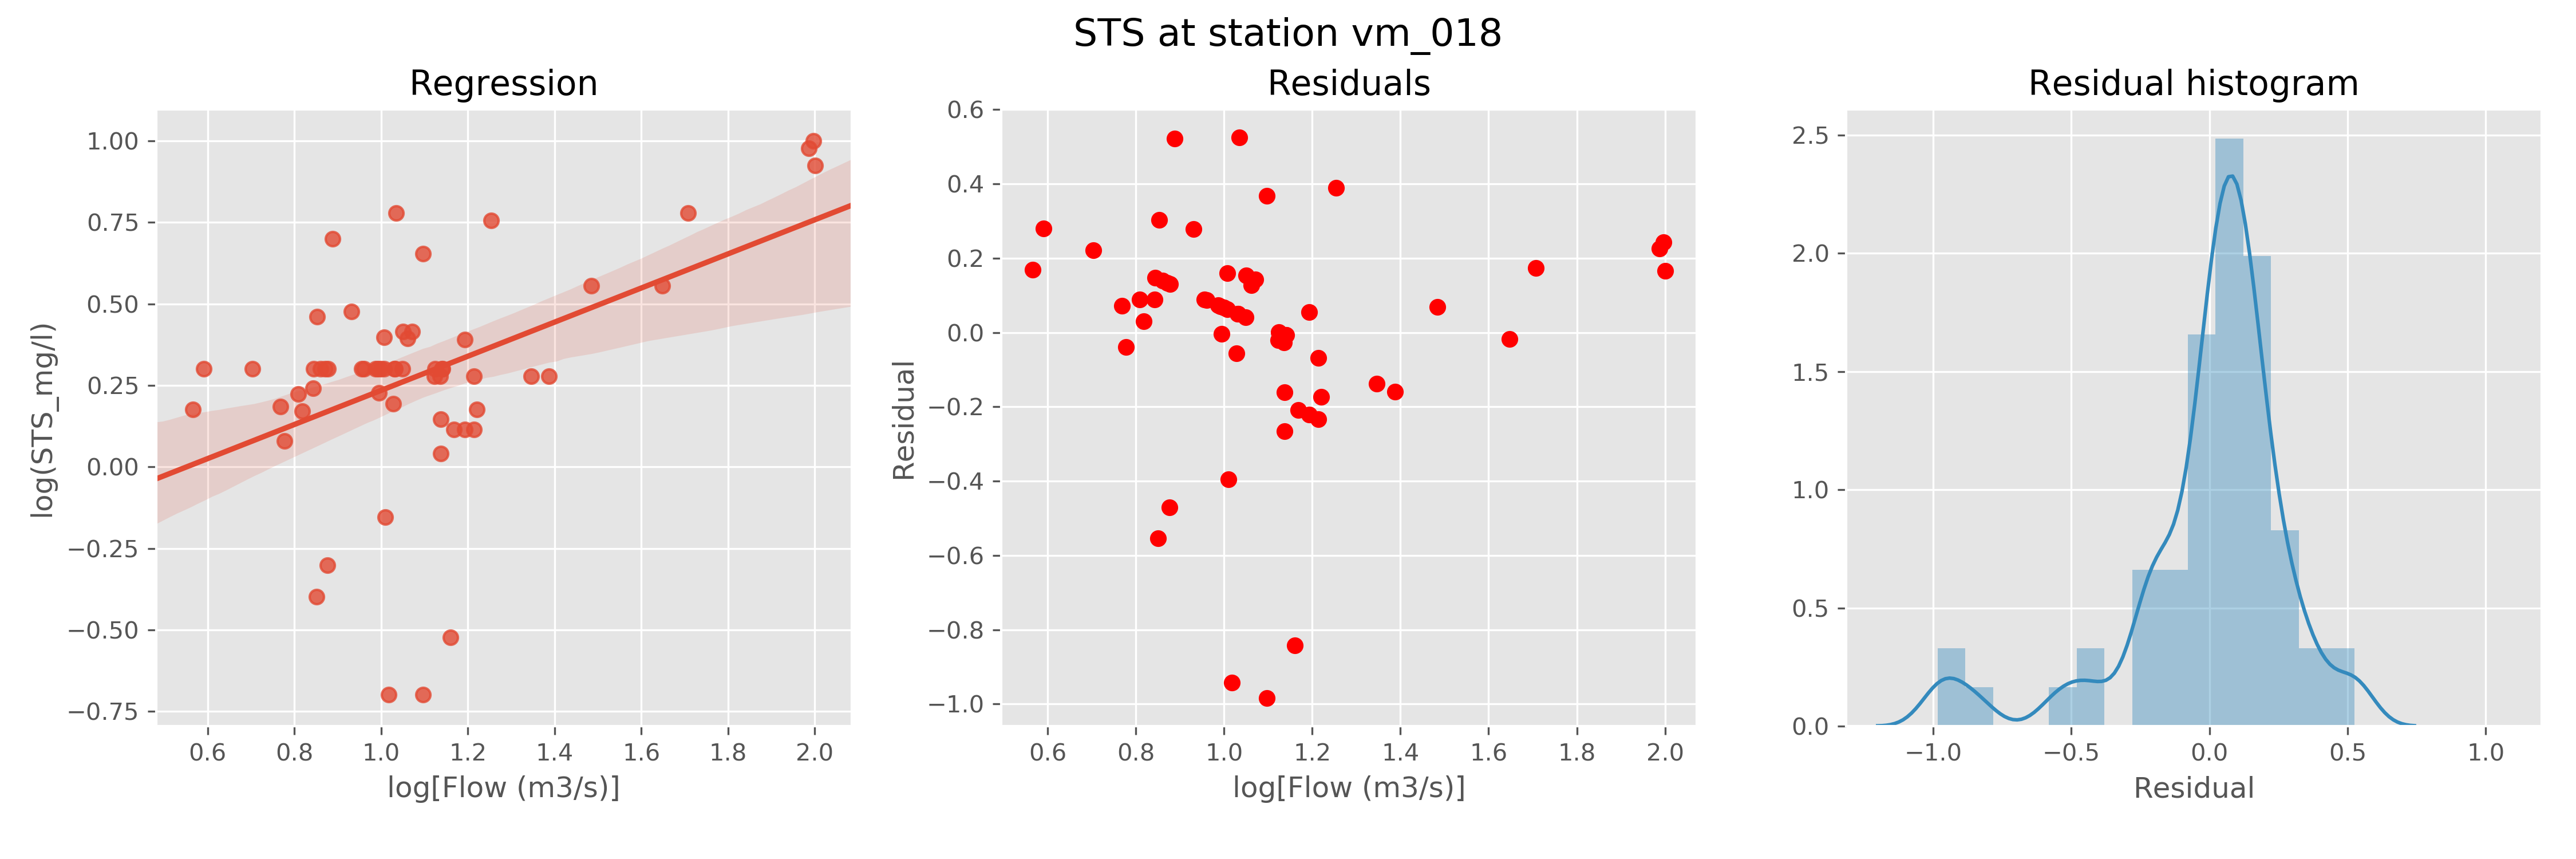 STS at station vm_018
Regression
1.00
0.75
0.50
0.25
0.00
−0.25
−0.50
−0.75
log(STS_mg/l)
0.6 0.8 1.0 1.2 1.4 1.6 1.8 2.0
log[Flow (m3/s)]
Residuals
0.6
0.4
0.2
0.0
−0.2
−0.4
−0.6
−0.8
−1.0
Residual
0.6 0.8 1.0 1.2 1.4 1.6 1.8 2.0
log[Flow (m3/s)]
Residual histogram
2.5
2.0
1.5
1.0
0.5
0.0
−1.0 −0.5 0.0 0.5 1.0
Residual